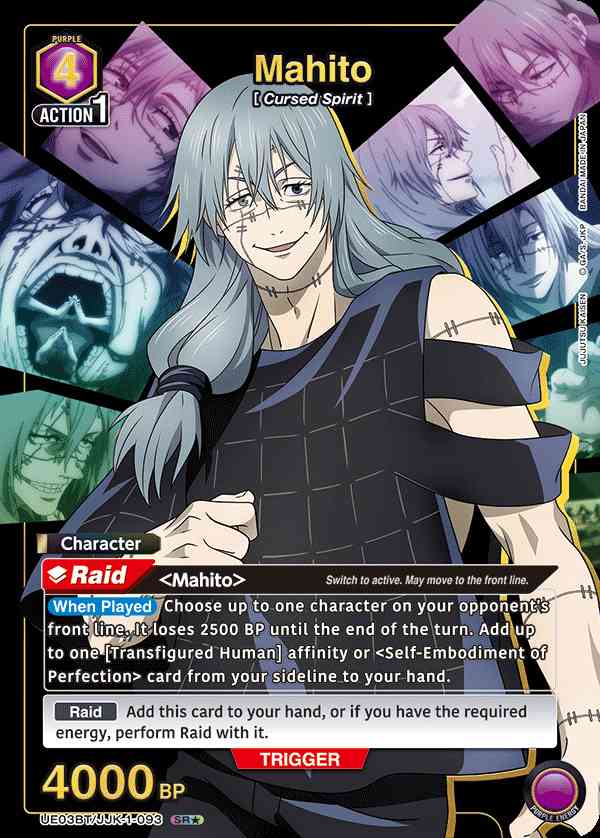 PURPLE
4
ACTION 1
Mahito
[ Cursed Spirit ]
BANDAI MADE IN JAPAN
© GA/S, JKP
JUJUTSU KAISEN
Character
Raid <Mahito> Switch to active. May move to the front line.
When Played Choose up to one character on your opponent's
front line. It loses 2500 BP until the end of the turn. Add up
to one [Transfigured Human] affinity or <Self-Embodiment of
Perfection> card from your sideline to your hand.
Raid Add this card to your hand, or if you have the required
energy, perform Raid with it.
TRIGGER
4000 BP
UE03BT/JJK-1-093 SR★
PURPLE ENERGY